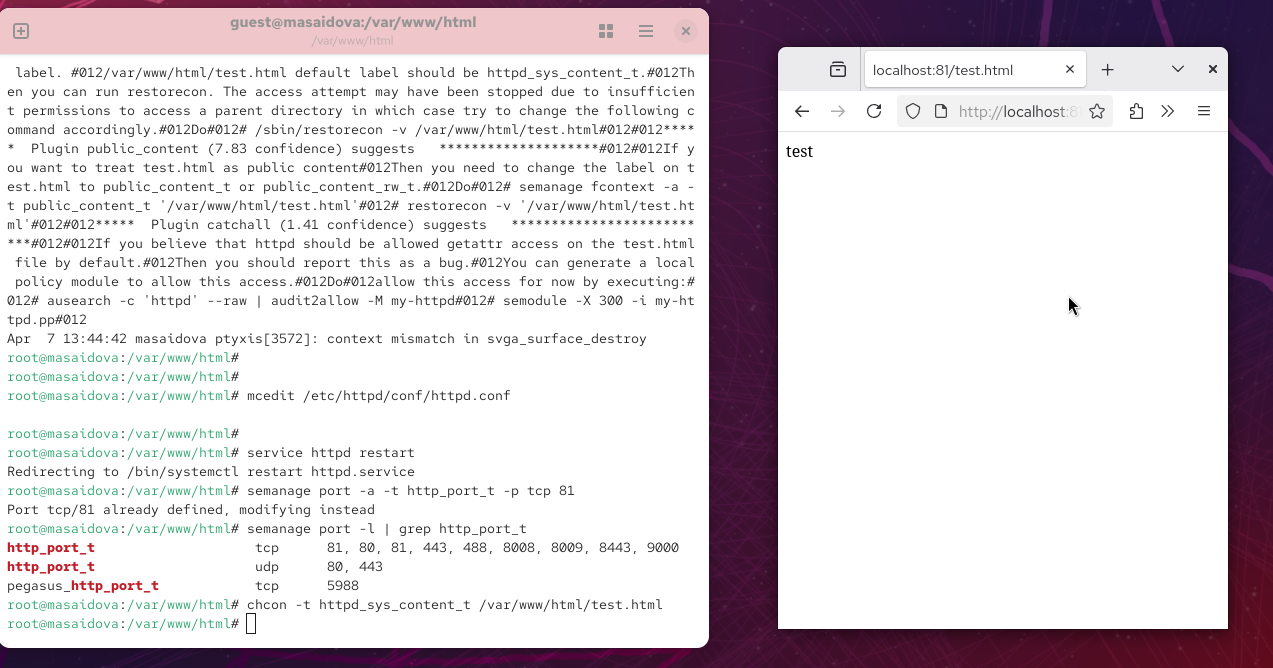 guest@masaidova:/var/www/html
/var/www/html
label. #012/var/www/html/test.html default label should be httpd_sys_content_t.#012Th
en you can run restorecon. The access attempt may have been stopped due to insufficien
t permissions to access a parent directory in which case try to change the following c
ommand accordingly.#012Do#012# /sbin/restorecon -v /var/www/html/test.html#012#012****
*  Plugin public_content (7.83 confidence) suggests   ********************#012#012If y
ou want to treat test.html as public content#012Then you need to change the label on t
est.html to public_content_t or public_content_rw_t.#012Do#012# semanage fcontext -a -
t public_content_t '/var/www/html/test.html'#012# restorecon -v '/var/www/html/test.ht
ml'#012#012*****  Plugin catchall (1.41 confidence) suggests   ***********************
***#012#012If you believe that httpd should be allowed getattr access on the test.html
file by default.#012Then you should report this as a bug.#012You can generate a local
policy module to allow this access.#012Do#012allow this access for now by executing:#
012# ausearch -c 'httpd' --raw | audit2allow -M my-httpd#012# semodule -X 300 -i my-ht
tpd.pp#012
Apr  7 13:44:42 masaidova ptyxis[3572]: context mismatch in svga_surface_destroy
root@masaidova:/var/www/html#
root@masaidova:/var/www/html#
root@masaidova:/var/www/html# mcedit /etc/httpd/conf/httpd.conf
root@masaidova:/var/www/html#
root@masaidova:/var/www/html# service httpd restart
Redirecting to /bin/systemctl restart httpd.service
root@masaidova:/var/www/html# semanage port -a -t http_port_t -p tcp 81
Port tcp/81 already defined, modifying instead
root@masaidova:/var/www/html# semanage port -l | grep http_port_t
http_port_t                    tcp      81, 80, 81, 443, 488, 8008, 8009, 8443, 9000
http_port_t                    udp      80, 443
pegasus_http_port_t            tcp      5988
root@masaidova:/var/www/html# chcon -t httpd_sys_content_t /var/www/html/test.html
root@masaidova:/var/www/html#
localhost:81/test.html
http://localhost:8
test